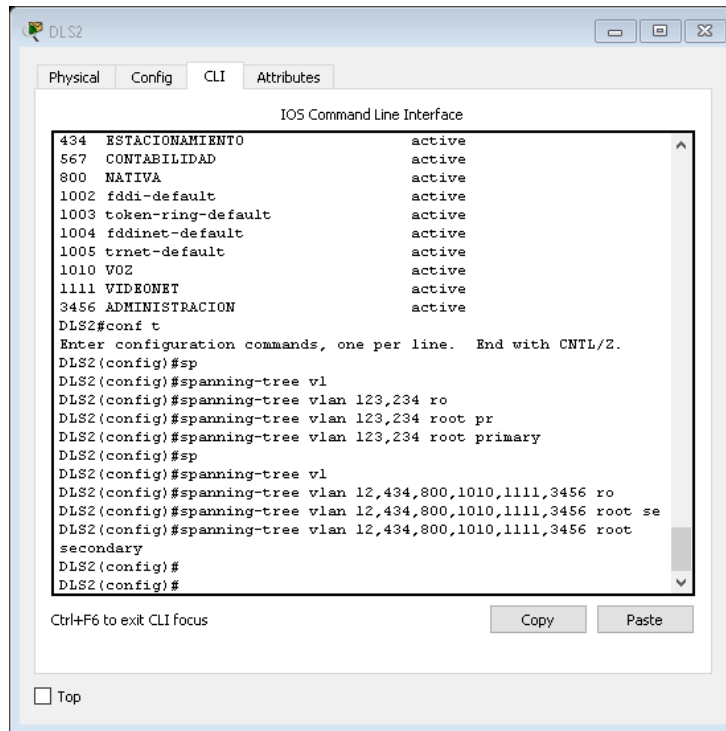 DLS2
Physical Config CLI Attributes
IOS Command Line Interface
434 ESTACIONAMIENTO active
567 CONTABILIDAD active
800 NATIVA active
1002 fddi-default active
1003 token-ring-default active
1004 fddinet-default active
1005 trnet-default active
1010 VOZ active
1111 VIDEONET active
3456 ADMINISTRACION active
DLS2#conf t
Enter configuration commands, one per line. End with CNTL/Z.
DLS2(config)#sp
DLS2(config)#spanning-tree vl
DLS2(config)#spanning-tree vlan 123,234 ro
DLS2(config)#spanning-tree vlan 123,234 root pr
DLS2(config)#spanning-tree vlan 123,234 root primary
DLS2(config)#sp
DLS2(config)#spanning-tree vl
DLS2(config)#spanning-tree vlan 12,434,800,1010,1111,3456 ro
DLS2(config)#spanning-tree vlan 12,434,800,1010,1111,3456 root se
DLS2(config)#spanning-tree vlan 12,434,800,1010,1111,3456 root
secondary
DLS2(config)#
DLS2(config)#
Ctrl+F6 to exit CLI focus Copy Paste
Top